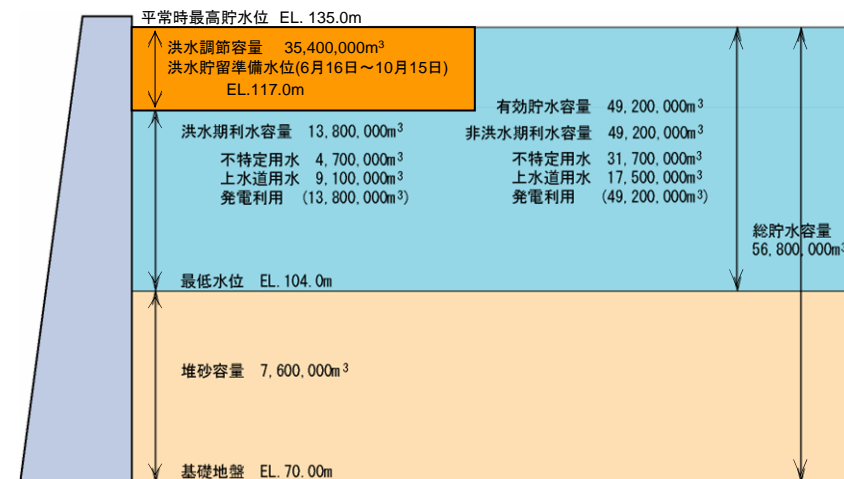 平常時最高貯水位 EL. 135.0m
洪水調節容量 35,400,000m³
洪水貯留準備水位(6月16日～10月15日)
EL.117.0m
有効貯水容量 49,200,000m³
洪水期利水容量 13,800,000m³
非洪水期利水容量 49,200,000m³
不特定用水 4,700,000m³
不特定用水 31,700,000m³
上水道用水 9,100,000m³
上水道用水 17,500,000m³
発電利用 (13,800,000m³)
発電利用 (49,200,000m³)
総貯水容量
56,800,000m³
最低水位 EL.104.0m
堆砂容量 7,600,000m³
基礎地盤 EL.70.00m